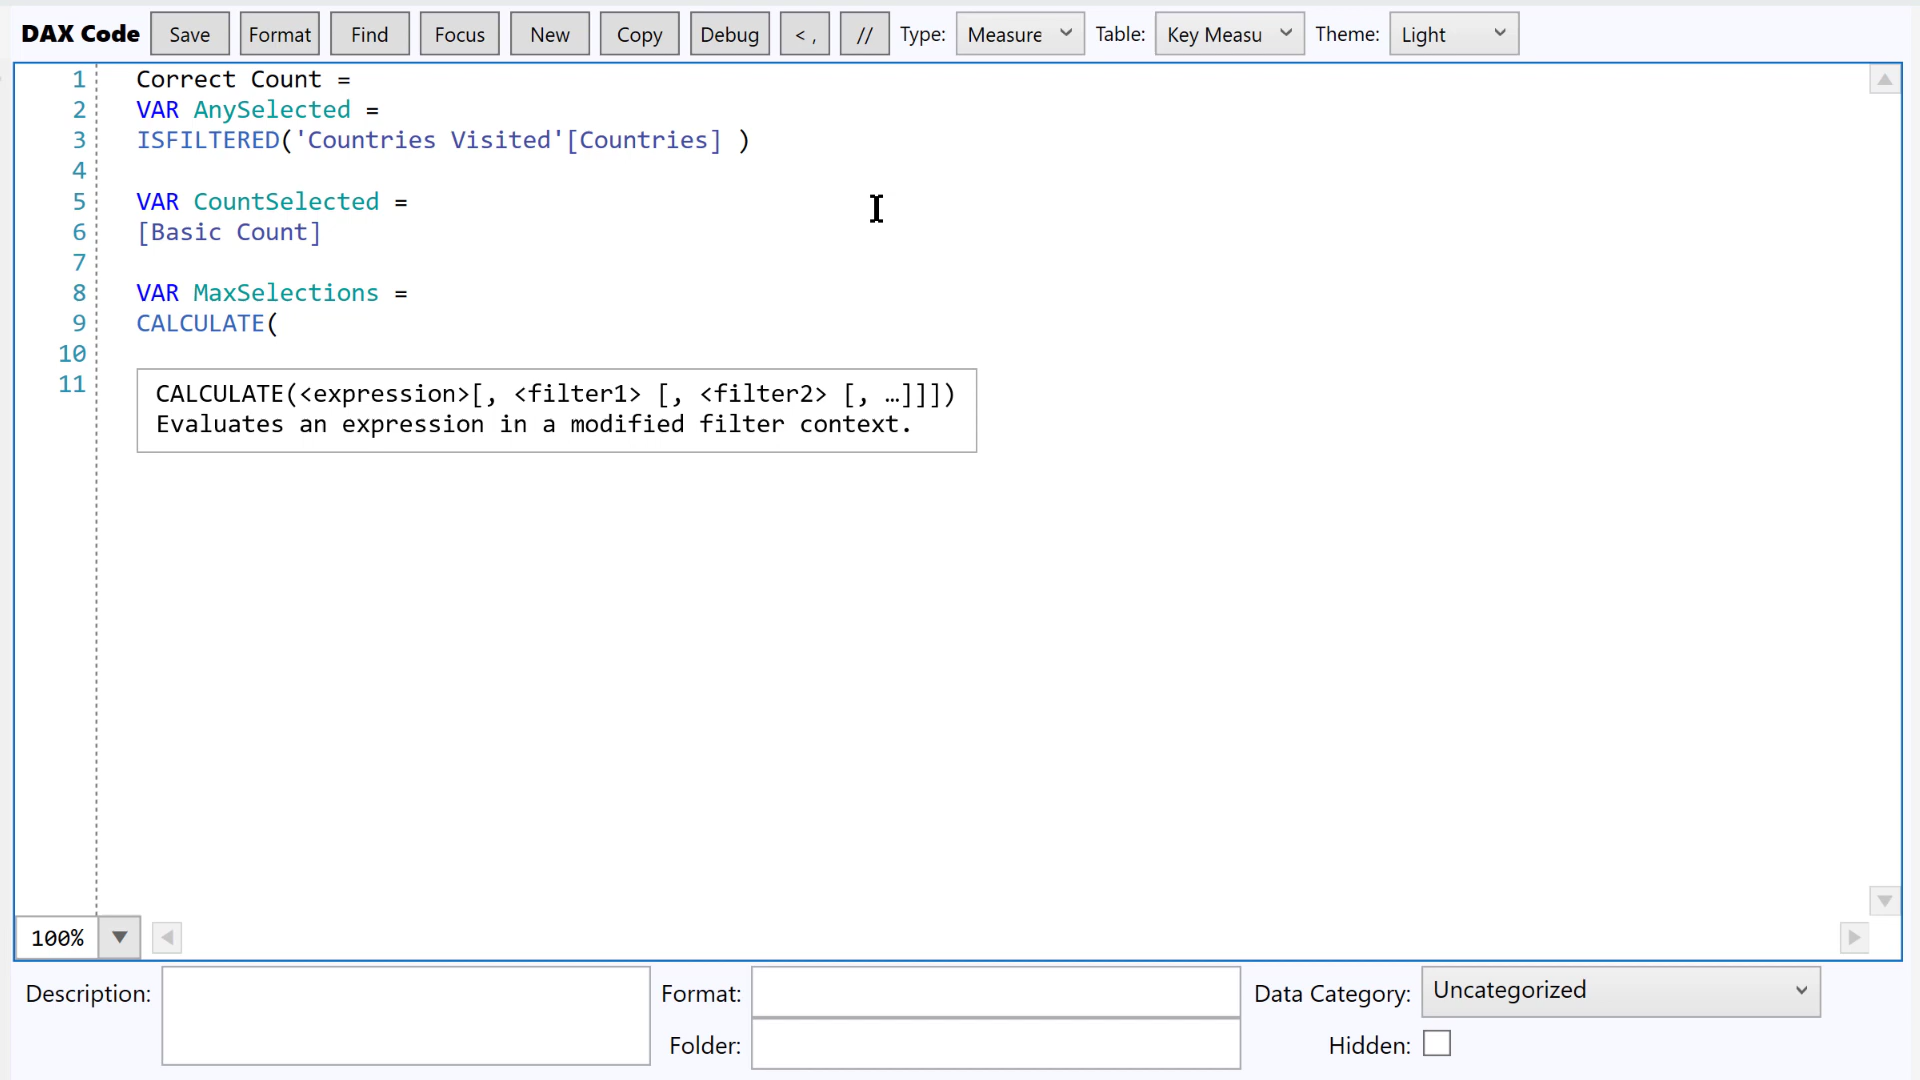 DAX Code Save Format Find Focus New Copy Debug < , // Type: Measure Table: Key Measu Theme: Light
1 Correct Count =
2 VAR AnySelected =
3 ISFILTERED('Countries Visited'[Countries] )
4
5 VAR CountSelected =
6 [Basic Count]
7
8 VAR MaxSelections =
9 CALCULATE(
10
11
CALCULATE(<expression>[, <filter1> [, <filter2> [, …]]])
Evaluates an expression in a modified filter context.
100%
Description: Format: Data Category: Uncategorized
Folder: Hidden: